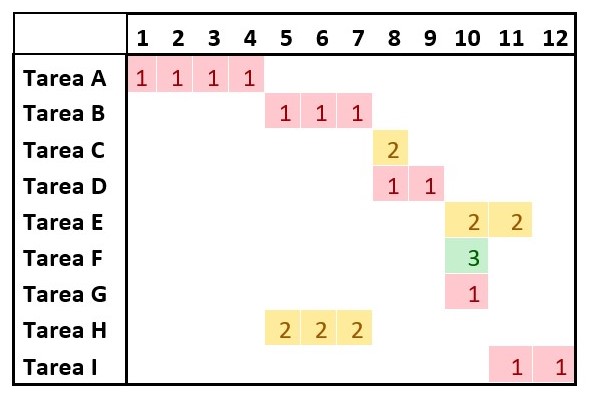 1 2 3 4 5 6 7 8 9 10 11 12
Tarea A 1 1 1 1
Tarea B 1 1 1
Tarea C 2
Tarea D 1 1
Tarea E 2 2
Tarea F 3
Tarea G 1
Tarea H 2 2 2
Tarea I 1 1